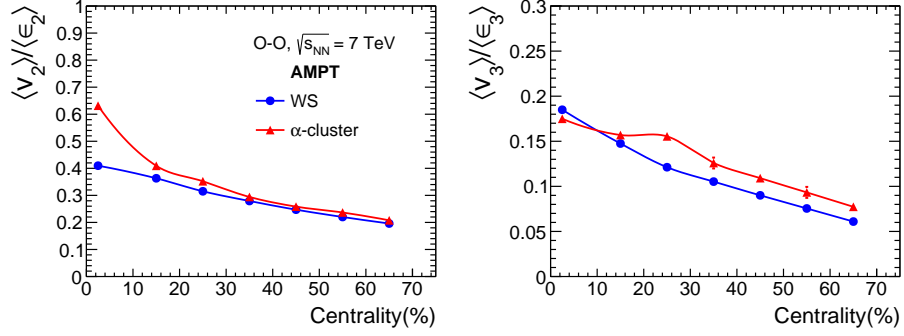 ⟨v₂⟩/⟨ϵ₂⟩
1
0.9
0.8
0.7
0.6
0.5
0.4
0.3
0.2
0.1
0
O-O, √s_NN = 7 TeV
AMPT
WS
α-cluster
0 10 20 30 40 50 60 70
Centrality(%)
⟨v₃⟩/⟨ϵ₃⟩
0.3
0.25
0.2
0.15
0.1
0.05
0
0 10 20 30 40 50 60 70
Centrality(%)